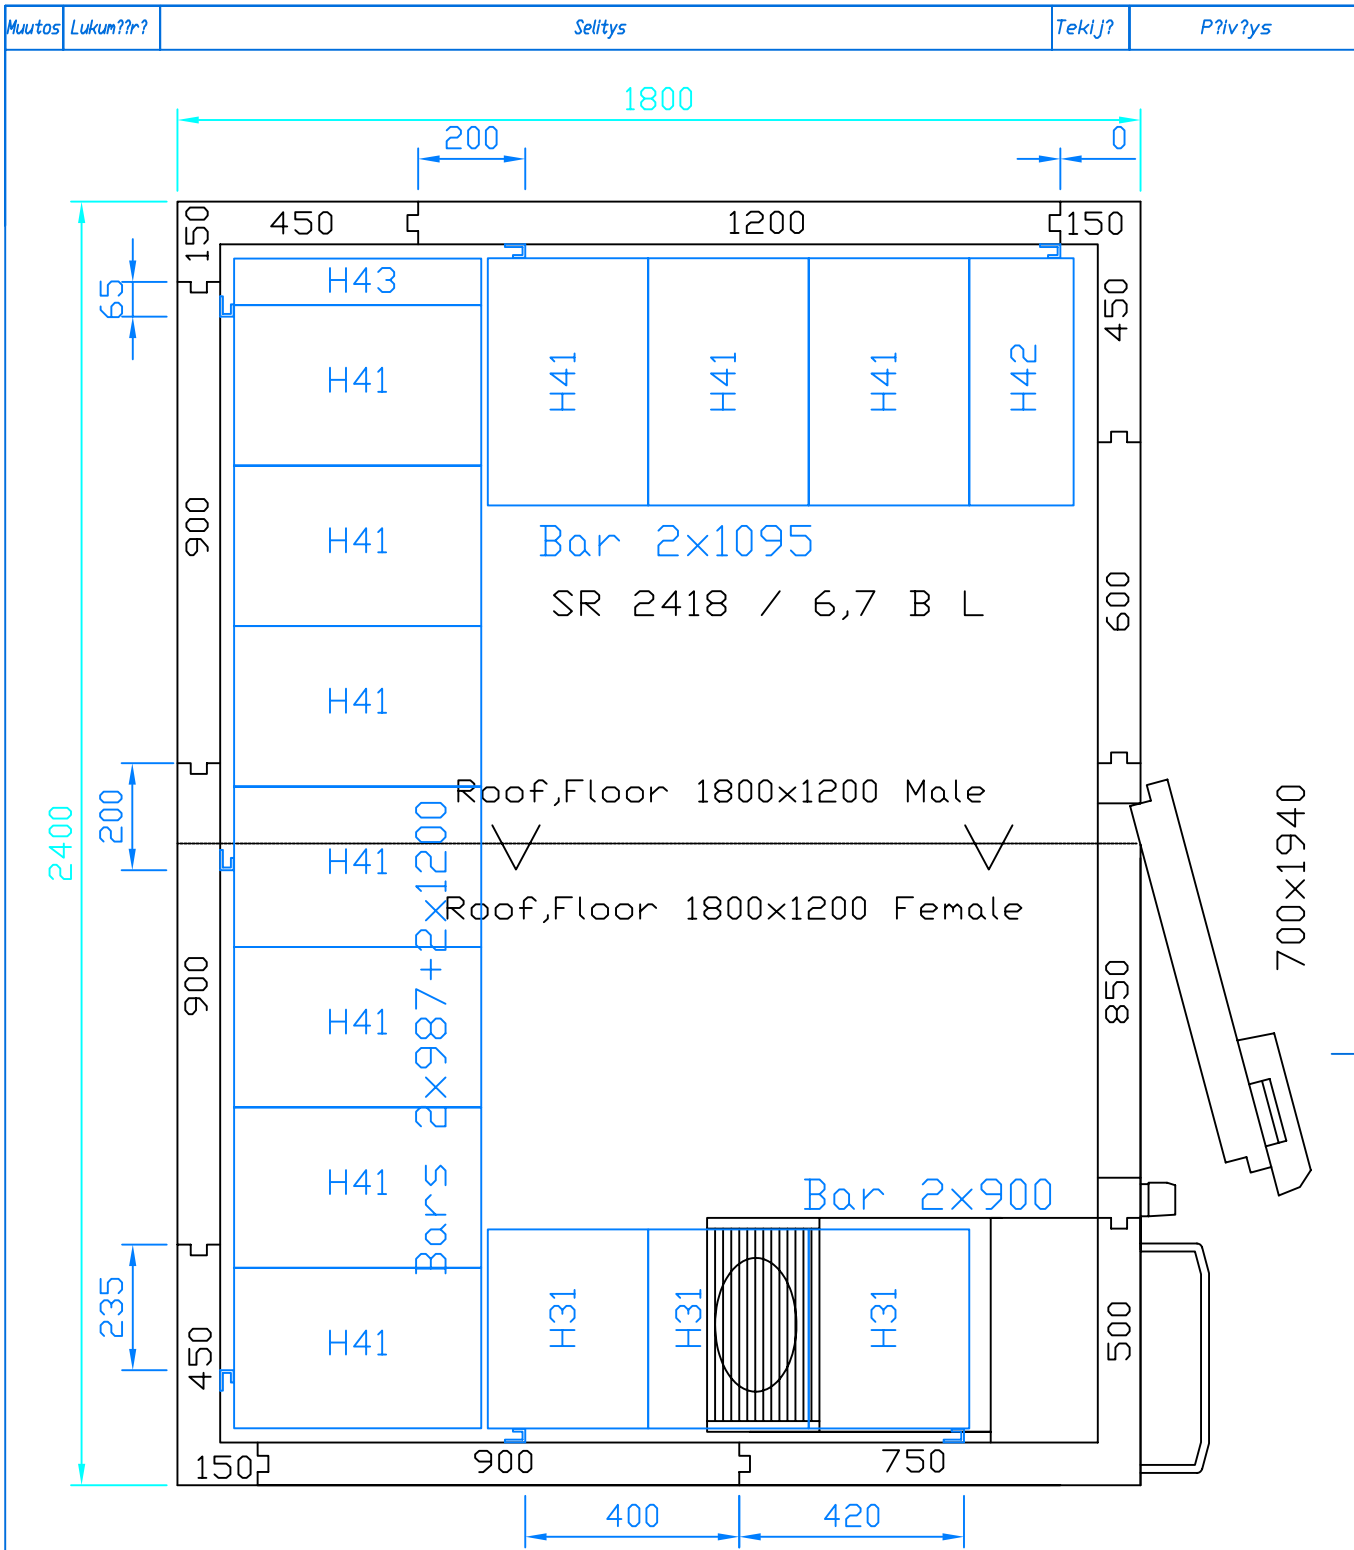 Muutos Lukum??r? Selitys Tekij? P?iv?ys
1800
200 0
150 450 1200 150
65
H43
450
H41
H41 H41 H41 H42
900
H41
Bar 2x1095
SR 2418 / 6,7 B L
600
H41
Roof,Floor 1800x1200 Male
200
2400
H41
700x1940
Roof,Floor 1800x1200 Female
Bars 2x987+2x1200
900
850
H41
H41
Bar 2x900
235
450
H41
H31 H31 H31
500
150 900 750
400 420